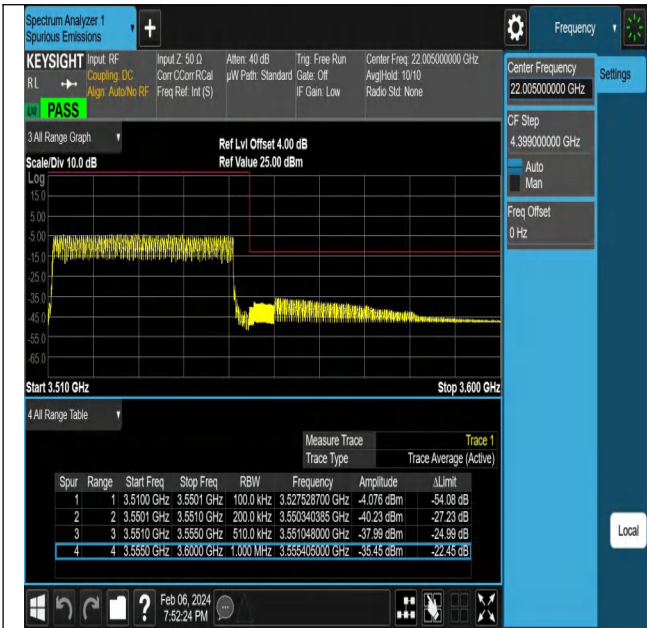 Spectrum Analyzer 1
Spurious Emissions
+
Frequency
KEYSIGHT
RL
Input: RF
Coupling: DC
Align: Auto/No RF
Input Z: 50 Ω
Corr CCorr RCal
Freq Ref: Int (S)
Atten: 40 dB
µW Path: Standard
Trig: Free Run
Gate: Off
IF Gain: Low
Center Freq: 22.005000000 GHz
Avg|Hold: 10/10
Radio Std: None
LXI
PASS
Center Frequency
22.005000000 GHz
Settings
CF Step
4.399000000 GHz
Auto
Man
Freq Offset
0 Hz
3 All Range Graph
Ref Lvl Offset 4.00 dB
Scale/Div 10.0 dB
Ref Value 25.00 dBm
Log
15.0
5.00
-5.00
-15.0
-25.0
-35.0
-45.0
-55.0
-65.0
Start 3.510 GHz
Stop 3.600 GHz
4 All Range Table
Measure Trace Trace 1
Trace Type Trace Average (Active)
Spur Range Start Freq Stop Freq RBW Frequency Amplitude ΔLimit
1 1 3.5100 GHz 3.5501 GHz 100.0 kHz 3.527528700 GHz -4.076 dBm -54.08 dB
2 2 3.5501 GHz 3.5510 GHz 200.0 kHz 3.550340385 GHz -40.23 dBm -27.23 dB
3 3 3.5510 GHz 3.5550 GHz 510.0 kHz 3.551048000 GHz -37.99 dBm -24.99 dB
4 4 3.5550 GHz 3.6000 GHz 1.000 MHz 3.555405000 GHz -35.45 dBm -22.45 dB
Local
?
Feb 06, 2024
7:52:24 PM